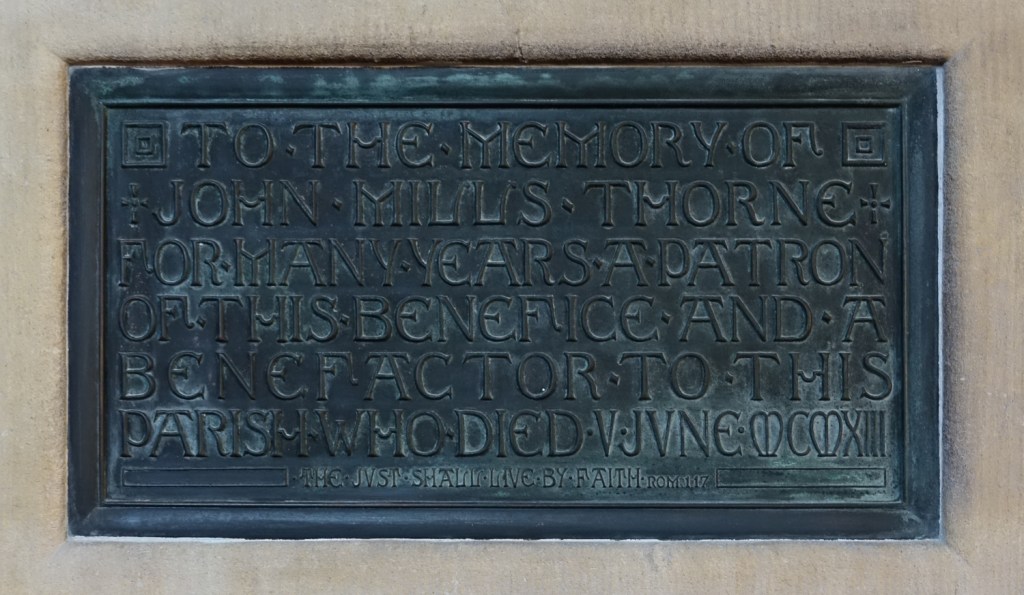 TO · THE · MEMORY · OF
JOHN · MILLS · THORNE
FOR · MANY · YEARS · A · PATRON
OF · THIS · BENEFICE · AND · A
BENEFACTOR · TO · THIS
PARISH · WHO · DIED · V · JVNE · MCMXIII
· THE · JVST · SHALL · LIVE · BY · FAITH · ROM: 1.17